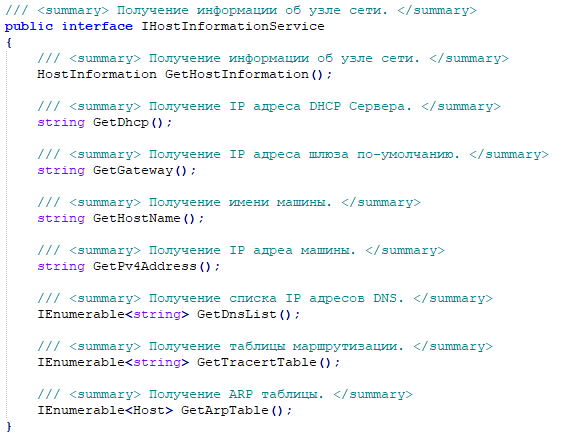 /// <summary> Получение информации об узле сети. </summary>
public interface IHostInformationService
{
/// <summary> Получение информации об узле сети. </summary>
HostInformation GetHostInformation();
/// <summary> Получение IP адреса DHCP Сервера. </summary>
string GetDhcp();
/// <summary> Получение IP адреса шлюза по-умолчанию. </summary>
string GetGateway();
/// <summary> Получение имени машины. </summary>
string GetHostName();
/// <summary> Получение IP адреа машины. </summary>
string GetPv4Address();
/// <summary> Получение списка IP адресов DNS. </summary>
IEnumerable<string> GetDnsList();
/// <summary> Получение таблицы маршрутизации. </summary>
IEnumerable<string> GetTracertTable();
/// <summary> Получение ARP таблицы. </summary>
IEnumerable<Host> GetArpTable();
}